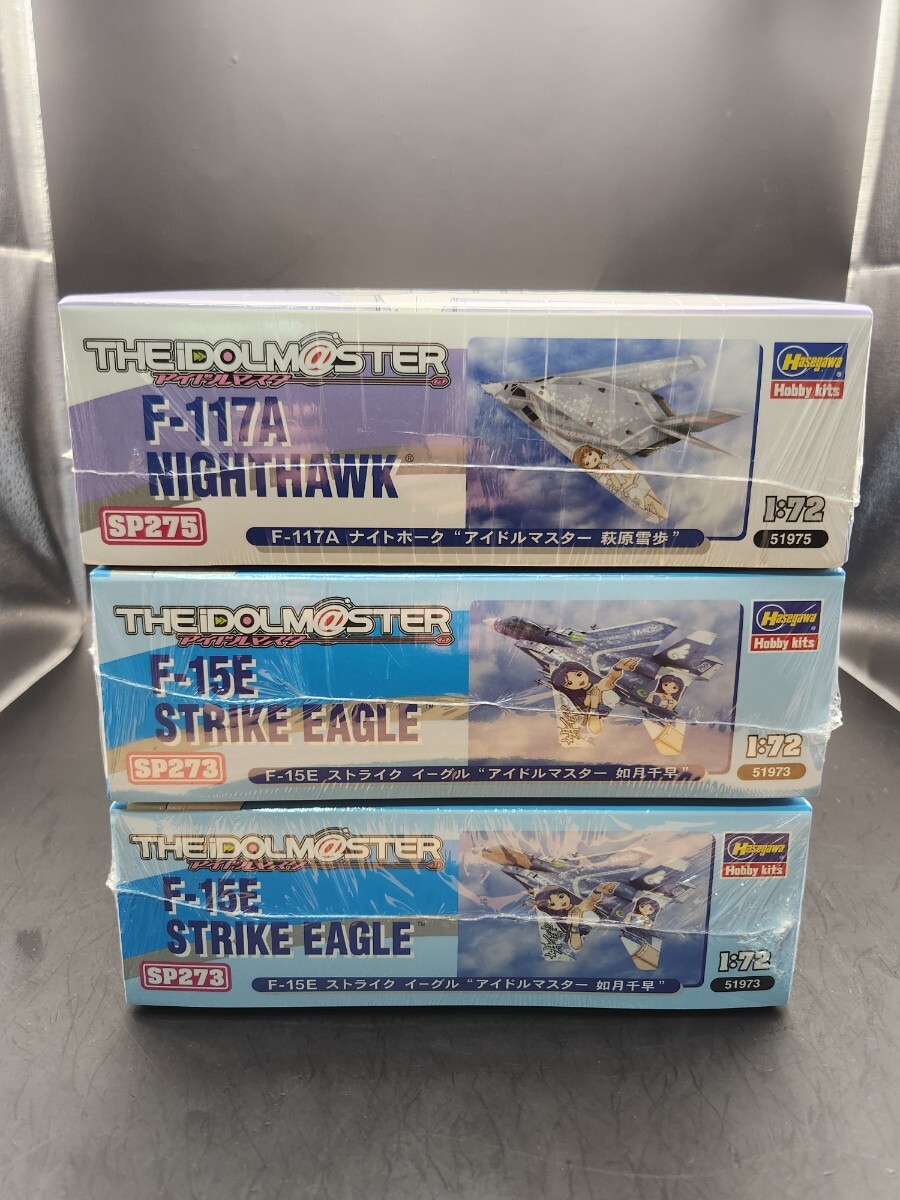 THE iDOLM@STER
アイドルマスター
F-117A
NIGHTHAWK®
SP275
F-117A ナイトホーク “アイドルマスター 萩原雪歩”
Hasegawa
Hobby kits
1:72
51975
THE iDOLM@STER
アイドルマスター
F-15E
STRIKE EAGLE™
SP273
F-15E ストライク イーグル “アイドルマスター 如月千早”
Hasegawa
Hobby kits
1:72
51973
THE iDOLM@STER
アイドルマスター
F-15E
STRIKE EAGLE™
SP273
F-15E ストライク イーグル “アイドルマスター 如月千早”
Hasegawa
Hobby kits
1:72
51973